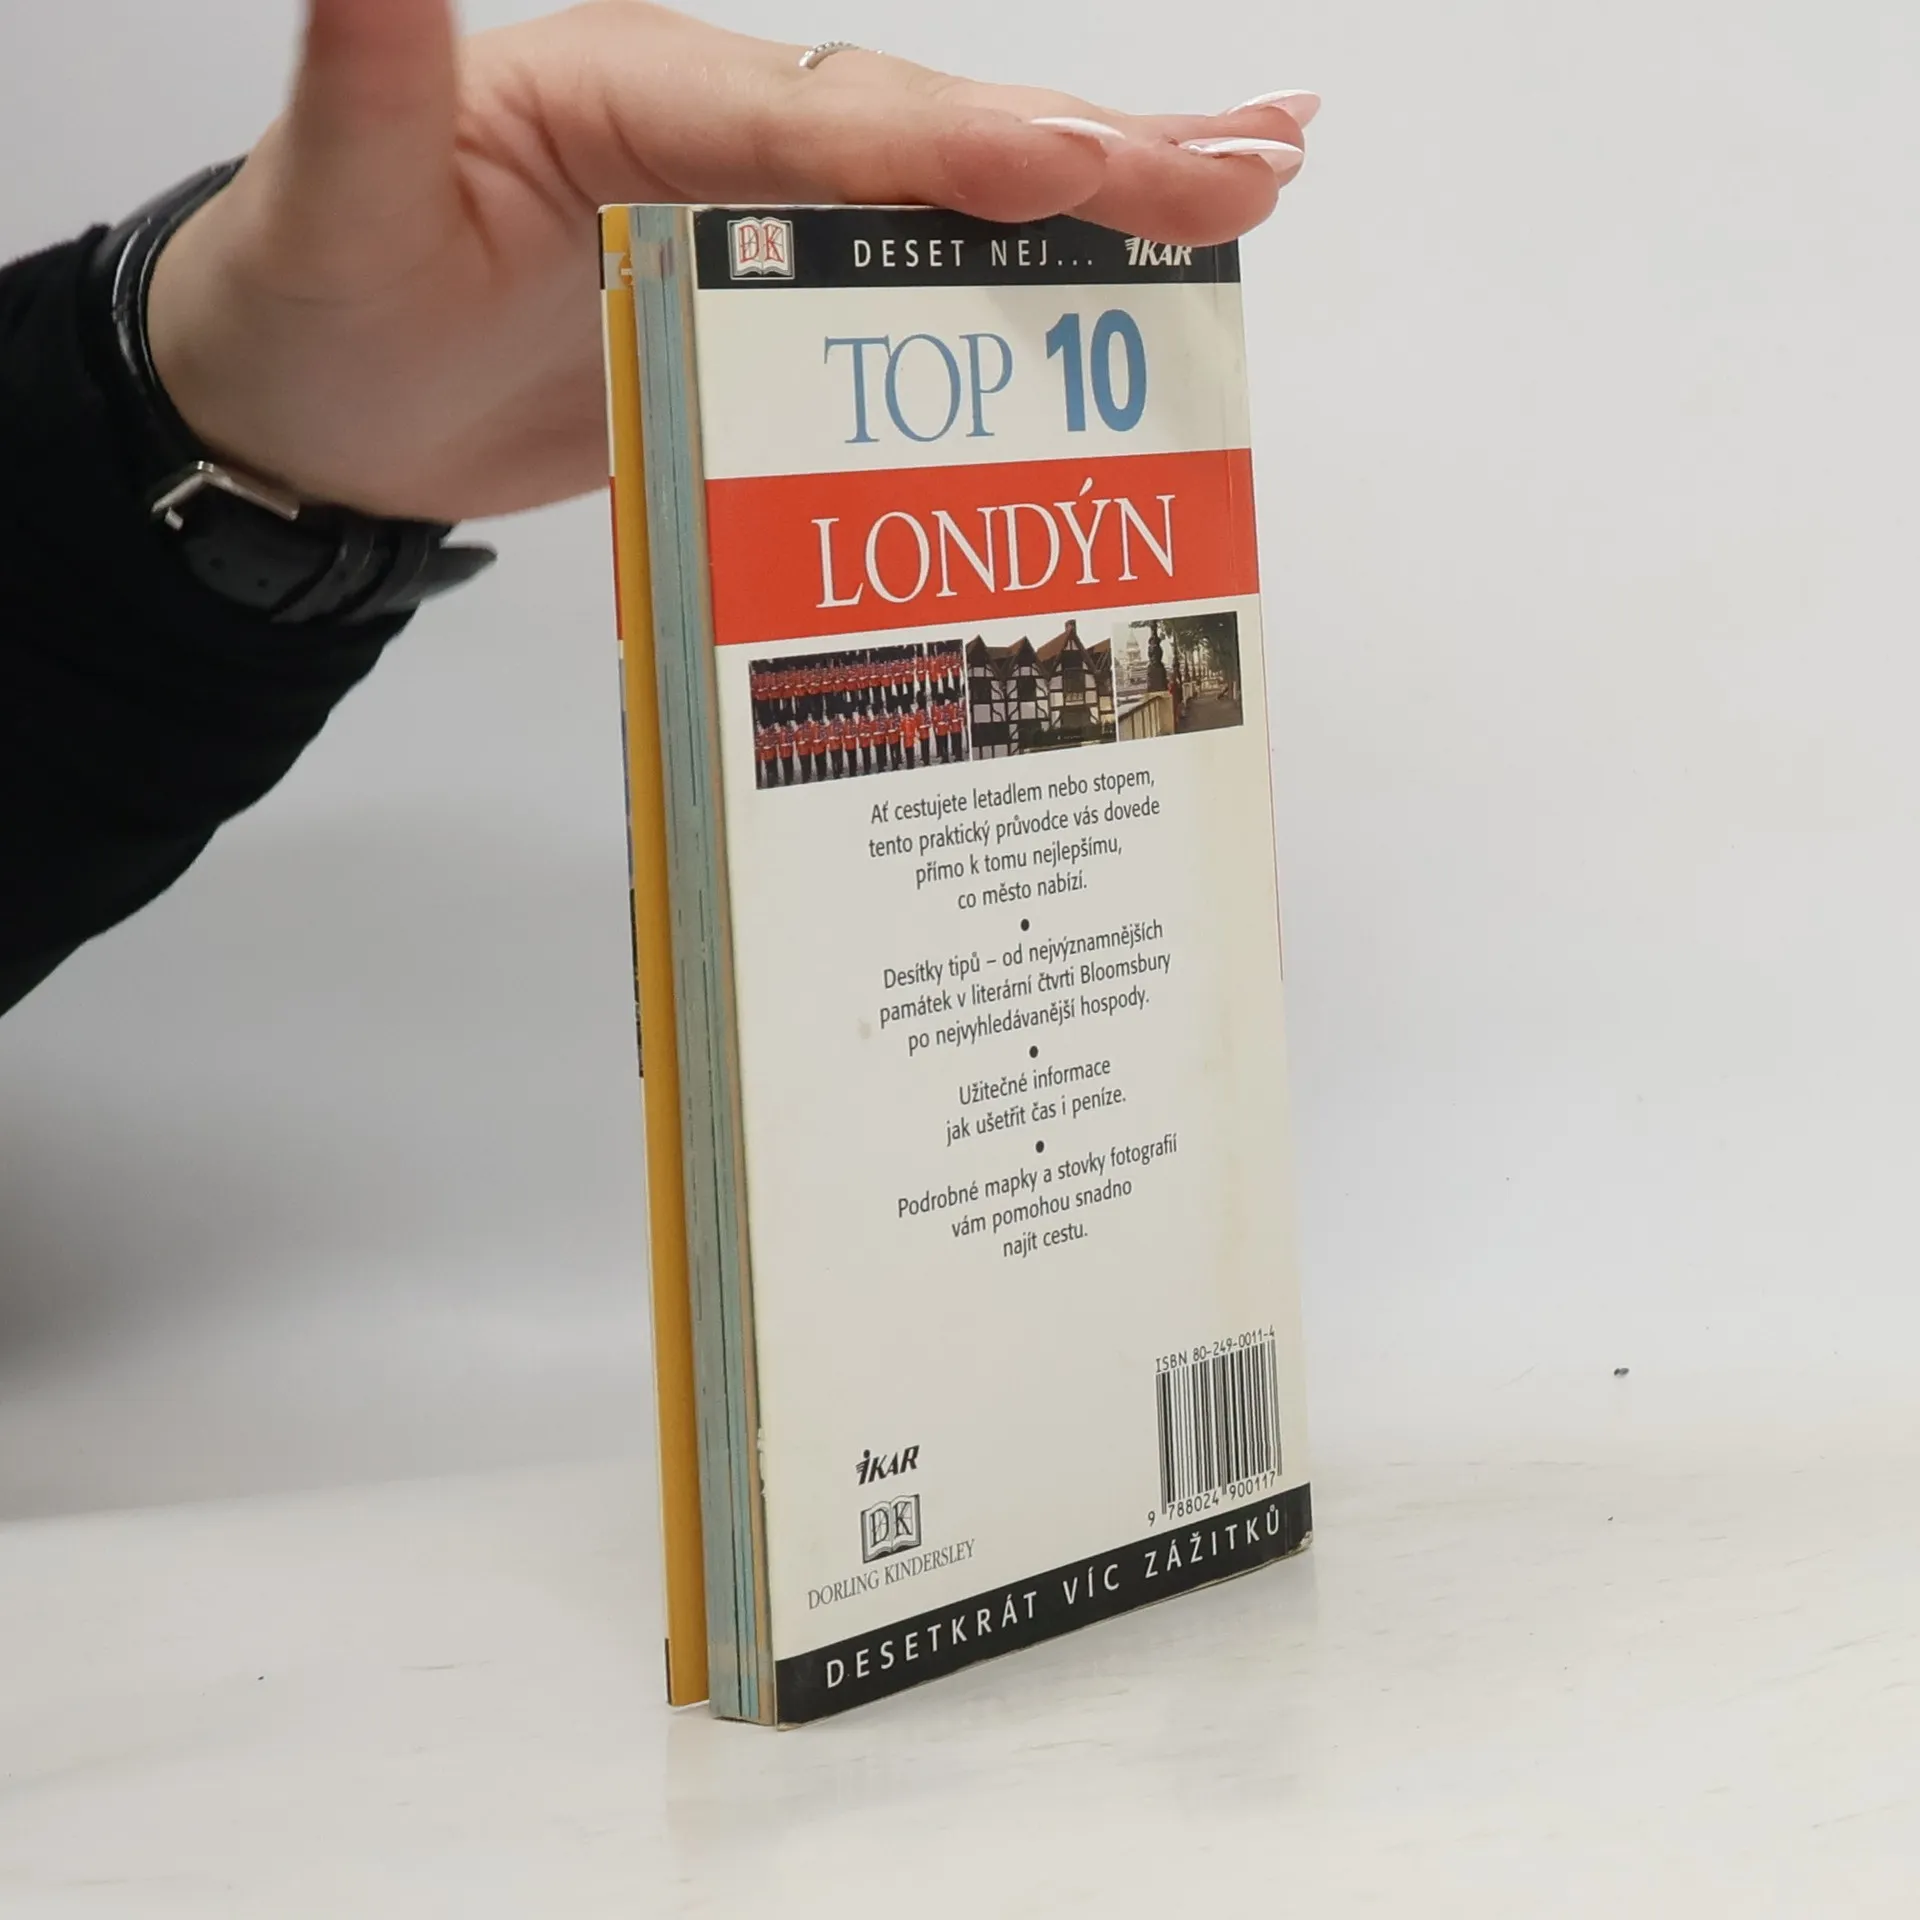 DK DESET NEJ... IKAR
TOP 10
LONDÝN
Ať cestujete letadlem nebo stopem,
tento praktický průvodce vás dovede
přímo k tomu nejlepšímu,
co město nabízí.
•
Desítky tipů – od nejvýznamnějších
památek v literární čtvrti Bloomsbury
po nejvyhledávanější hospody.
•
Užitečné informace
jak ušetřit čas i peníze.
•
Podrobné mapky a stovky fotografií
vám pomohou snadno
najít cestu.
ISBN 80-249-0011-4
9 788024 900117
IKAR
DK
DORLING KINDERSLEY
DESETKRÁT VÍC ZÁŽITKŮ